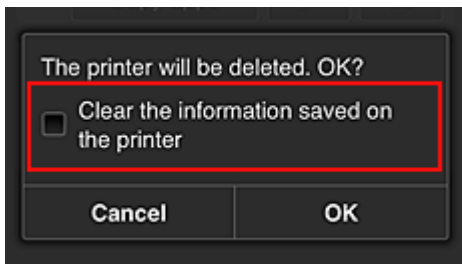 The printer will be deleted. OK?
Clear the information saved on
the printer
Cancel OK